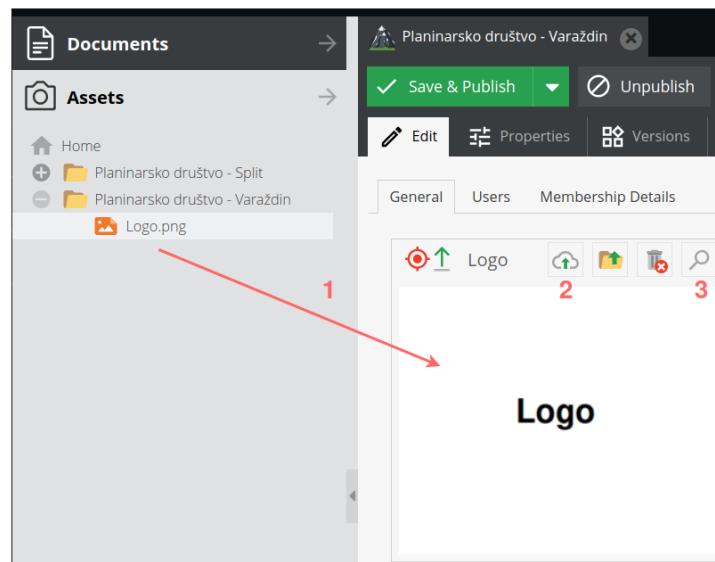 Documents
Assets
Home
Planinarsko društvo - Split
Planinarsko društvo - Varaždin
Logo.png
1
Planinarsko društvo - Varaždin
Save & Publish
Unpublish
Edit
Properties
Versions
General
Users
Membership Details
Logo
2
3
Logo